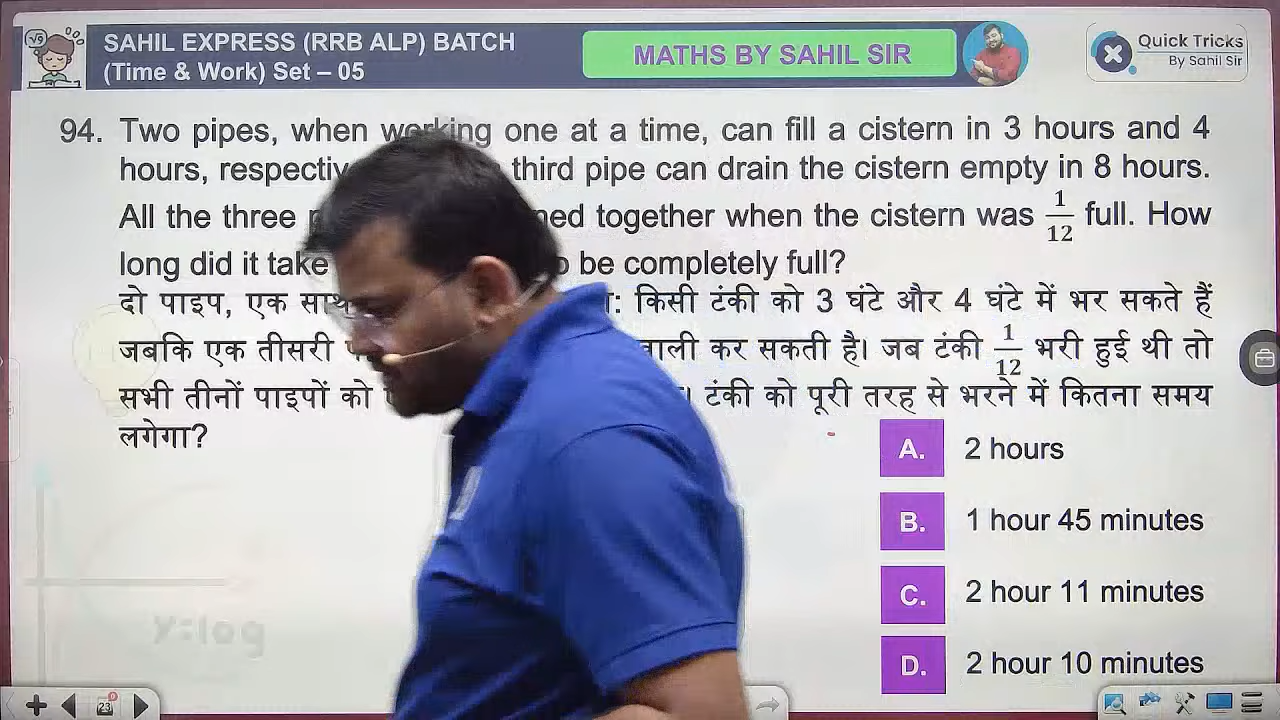 SAHIL EXPRESS (RRB ALP) BATCH
(Time & Work) Set – 05
MATHS BY SAHIL SIR
Quick Tricks
By Sahil Sir
94. Two pipes, when working one at a time, can fill a cistern in 3 hours and 4
hours, third pipe can drain the cistern empty in 8 hours.
All the three together when the cistern was 1/12 full. How
long did it take be completely full?
दो पाइप, एक किसी टंकी को 3 घंटे और 4 घंटे में भर सकते हैं
जबकि एक तीसरी कर सकती है। जब टंकी 1/12 भरी हुई थी तो
सभी तीनों पाइपों को टंकी को पूरी तरह से भरने में कितना समय
लगेगा?
A. 2 hours
B. 1 hour 45 minutes
C. 2 hour 11 minutes
D. 2 hour 10 minutes
y=log
23